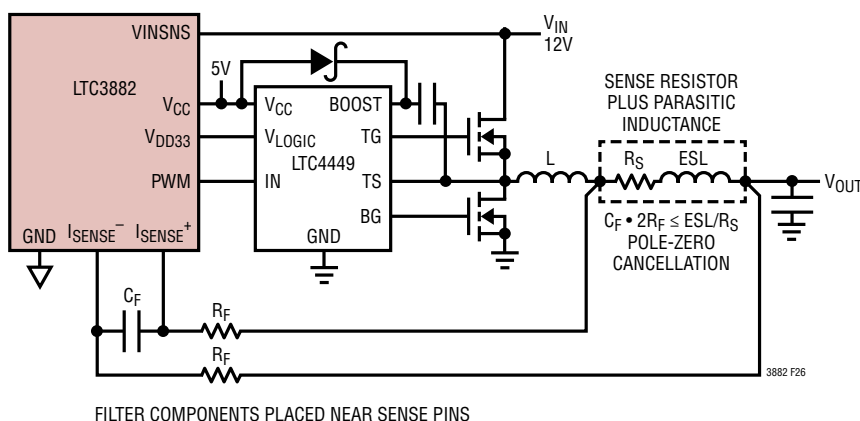 VINSNS
LTC3882
VCC
VDD33
PWM
GND
ISENSE–
ISENSE+
5V
VCC
BOOST
VLOGIC
TG
LTC4449
IN
TS
BG
GND
VIN
12V
L
SENSE RESISTOR
PLUS PARASITIC
INDUCTANCE
RS
ESL
VOUT
CF • 2RF ≤ ESL/RS
POLE-ZERO
CANCELLATION
CF
RF
RF
3882 F26
FILTER COMPONENTS PLACED NEAR SENSE PINS